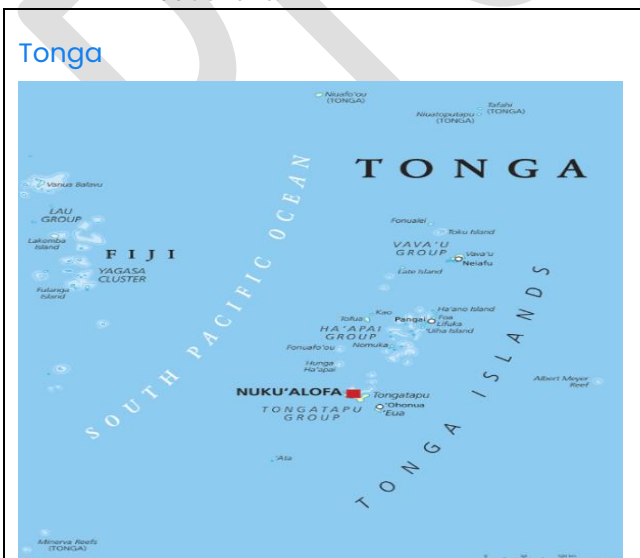 Tonga
Niuafo'ou
(TONGA)
Tafahi
Niuatoputapu (TONGA)
(TONGA)
TONGA
Vanua Balavu
LAU
GROUP
Lakemba
Island
FIJI
YAGASA
CLUSTER
Fulanga
Island
SOUTH PACIFIC OCEAN
Fonualei
Toku Island
VAVA'U
GROUP
Vava'u
Neiafu
Late Island
Kao
Tofua
Ha'ano Island
Pangai
Foa
Lifuka
'Uiha Island
HA'APAI
GROUP
Fonuafo'ou
Nomuka
Hunga
Ha'apai
Albert Meyer
Reef
NUKU'ALOFA
Tongatapu
TONGATAPU
GROUP
'Ohonua
'Eua
TONGA ISLANDS
'Ata
Minerva Reefs
(TONGA)